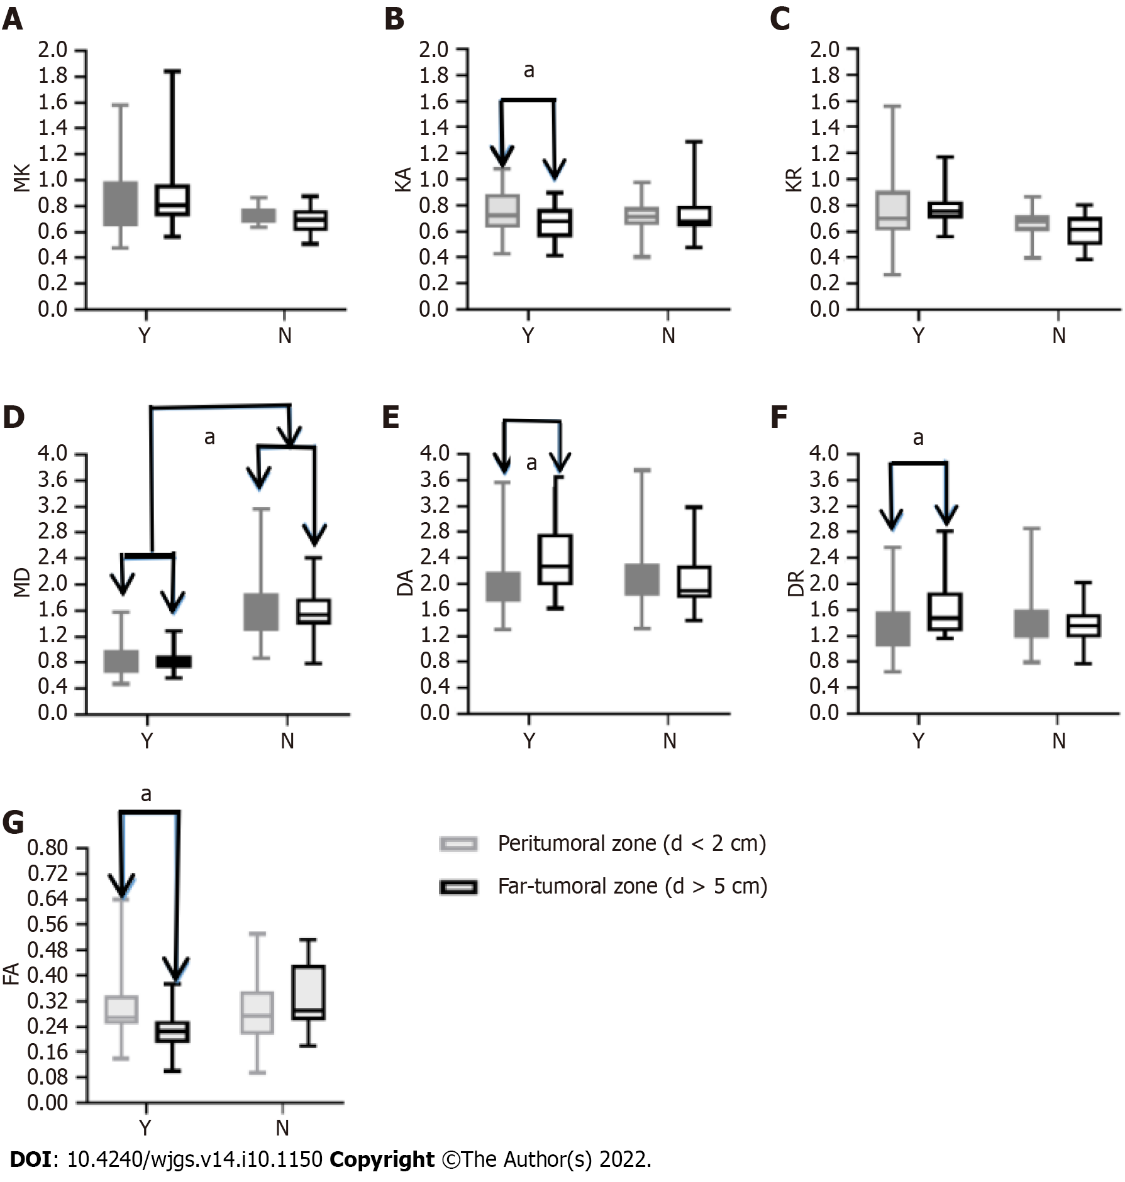 A
B
C
2.0
1.8
1.6
1.4
1.2
1.0
0.8
0.6
0.4
0.2
0.0
MK
Y
N
2.0
1.8
1.6
1.4
1.2
1.0
0.8
0.6
0.4
0.2
0.0
KA
a
Y
N
2.0
1.8
1.6
1.4
1.2
1.0
0.8
0.6
0.4
0.2
0.0
KR
Y
N
D
E
F
4.0
3.6
3.2
2.8
2.4
2.0
1.6
1.2
0.8
0.4
0.0
MD
a
Y
N
4.0
3.6
3.2
2.8
2.4
2.0
1.6
1.2
0.8
0.4
0.0
DA
a
Y
N
4.0
3.6
3.2
2.8
2.4
2.0
1.6
1.2
0.8
0.4
0.0
DR
a
Y
N
G
a
0.80
0.72
0.64
0.56
0.48
0.40
0.32
0.24
0.16
0.08
0.00
FA
Y
N
Peritumoral zone (d < 2 cm)
Far-tumoral zone (d > 5 cm)
DOI: 10.4240/wjgs.v14.i10.1150 Copyright ©The Author(s) 2022.